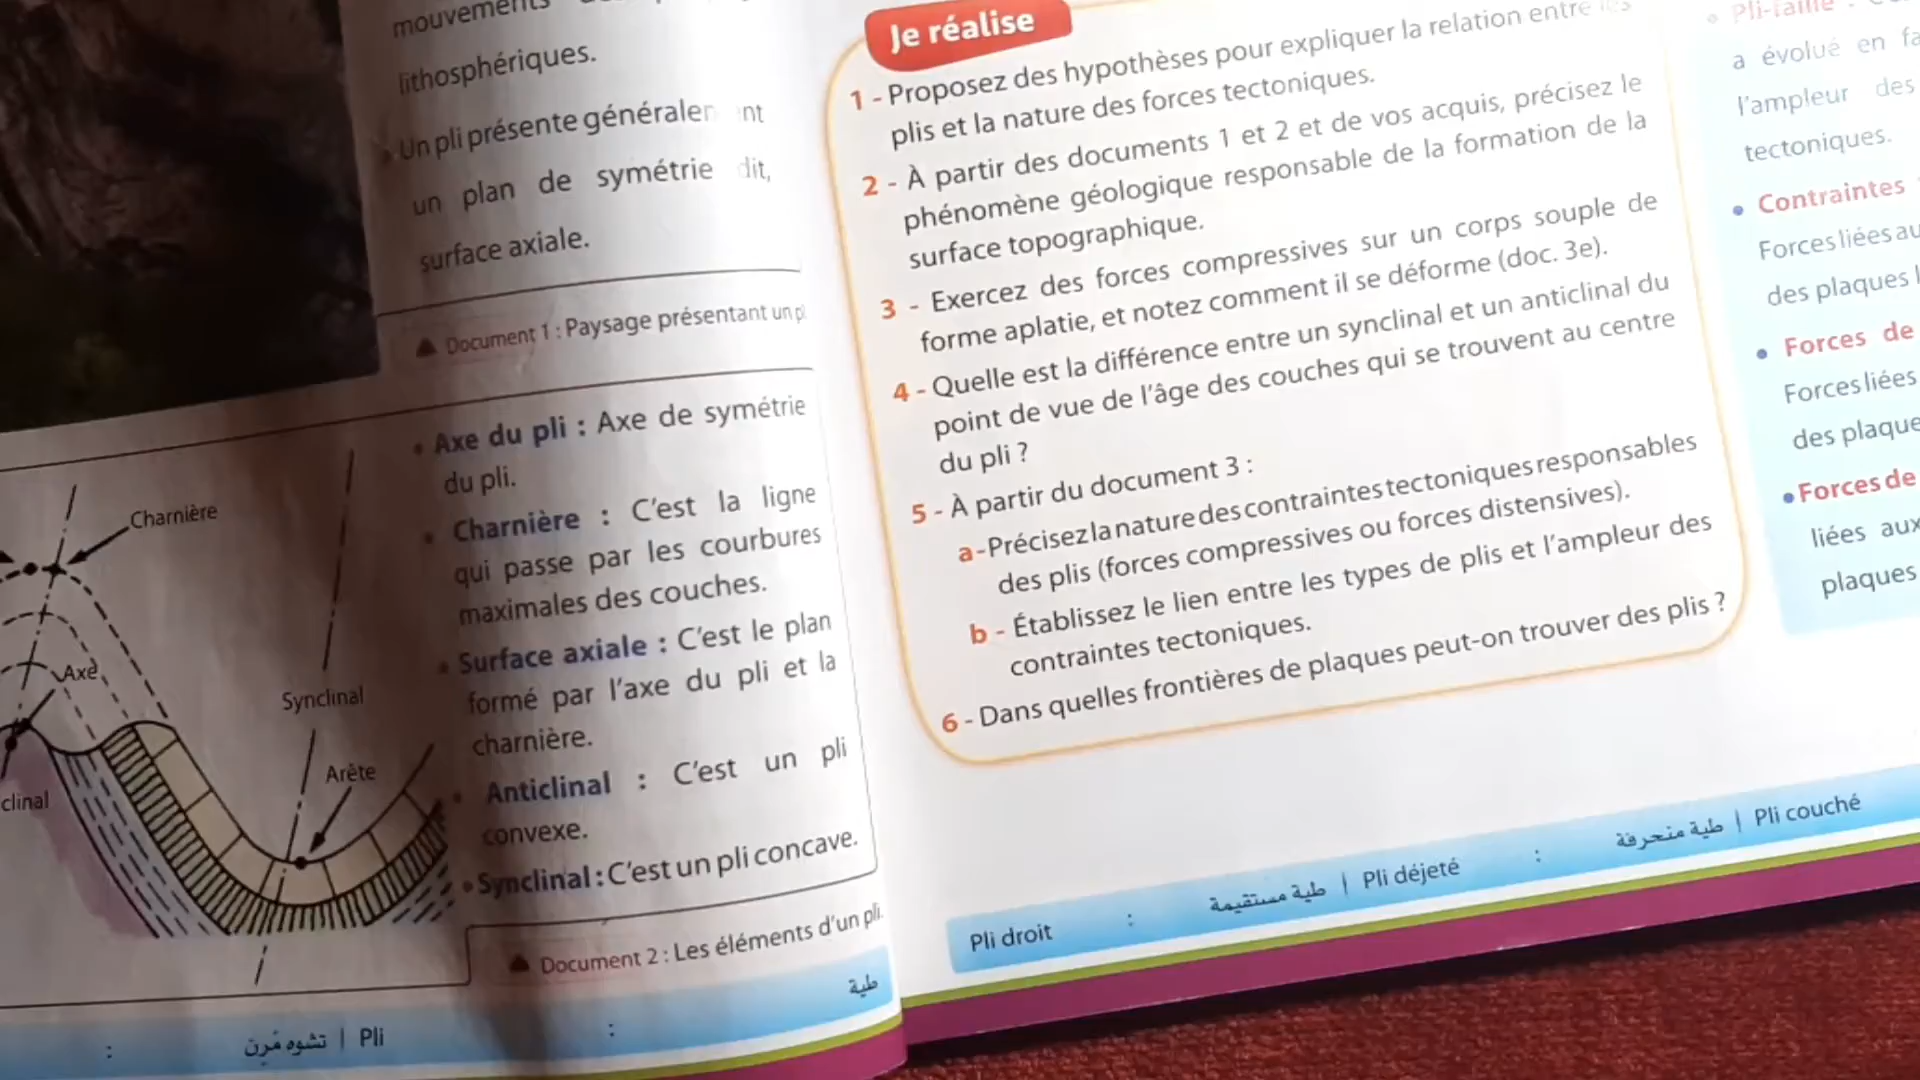 mouvements
lithosphériques.
Un pli présente
un plan de symétrie dit,
surface axiale.
Document 1 : Paysage présentant un
Charnière
Axe
Synclinal
Arête
clinal
• Axe du pli : Axe de symétrie
du pli.
• Charnière : C'est la ligne
qui passe par les courbures
maximales des couches.
• Surface axiale : C'est le plan
formé par l'axe du pli et la
charnière.
• Anticlinal : C'est un pli
convexe.
• Synclinal : C'est un pli concave.
Document 2 : Les éléments d'un pli.
: تشوه مَرِن | Pli : طية
Je réalise
1 - Proposez des hypothèses pour expliquer la relation entre les
plis et la nature des forces tectoniques.
2 - À partir des documents 1 et 2 et de vos acquis, précisez le
phénomène géologique responsable de la formation de la
surface topographique.
3 - Exercez des forces compressives sur un corps souple de
forme aplatie, et notez comment il se déforme (doc. 3e).
4 - Quelle est la différence entre un synclinal et un anticlinal du
point de vue de l'âge des couches qui se trouvent au centre
du pli ?
5 - À partir du document 3 :
a - Précisez la nature des contraintes tectoniques responsables
des plis (forces compressives ou forces distensives).
b - Établissez le lien entre les types de plis et l'ampleur des
contraintes tectoniques.
6 - Dans quelles frontières de plaques peut-on trouver des plis ?
• Pli-faille :
a évolué en
l'ampleur des
tectoniques.
• Contraintes
Forces liées
des plaques
• Forces de
Forces liées
des
• Forces de
liées aux
plaques
Pli droit : طية مستقيمة | Pli déjeté : طية منحرفة | Pli couché